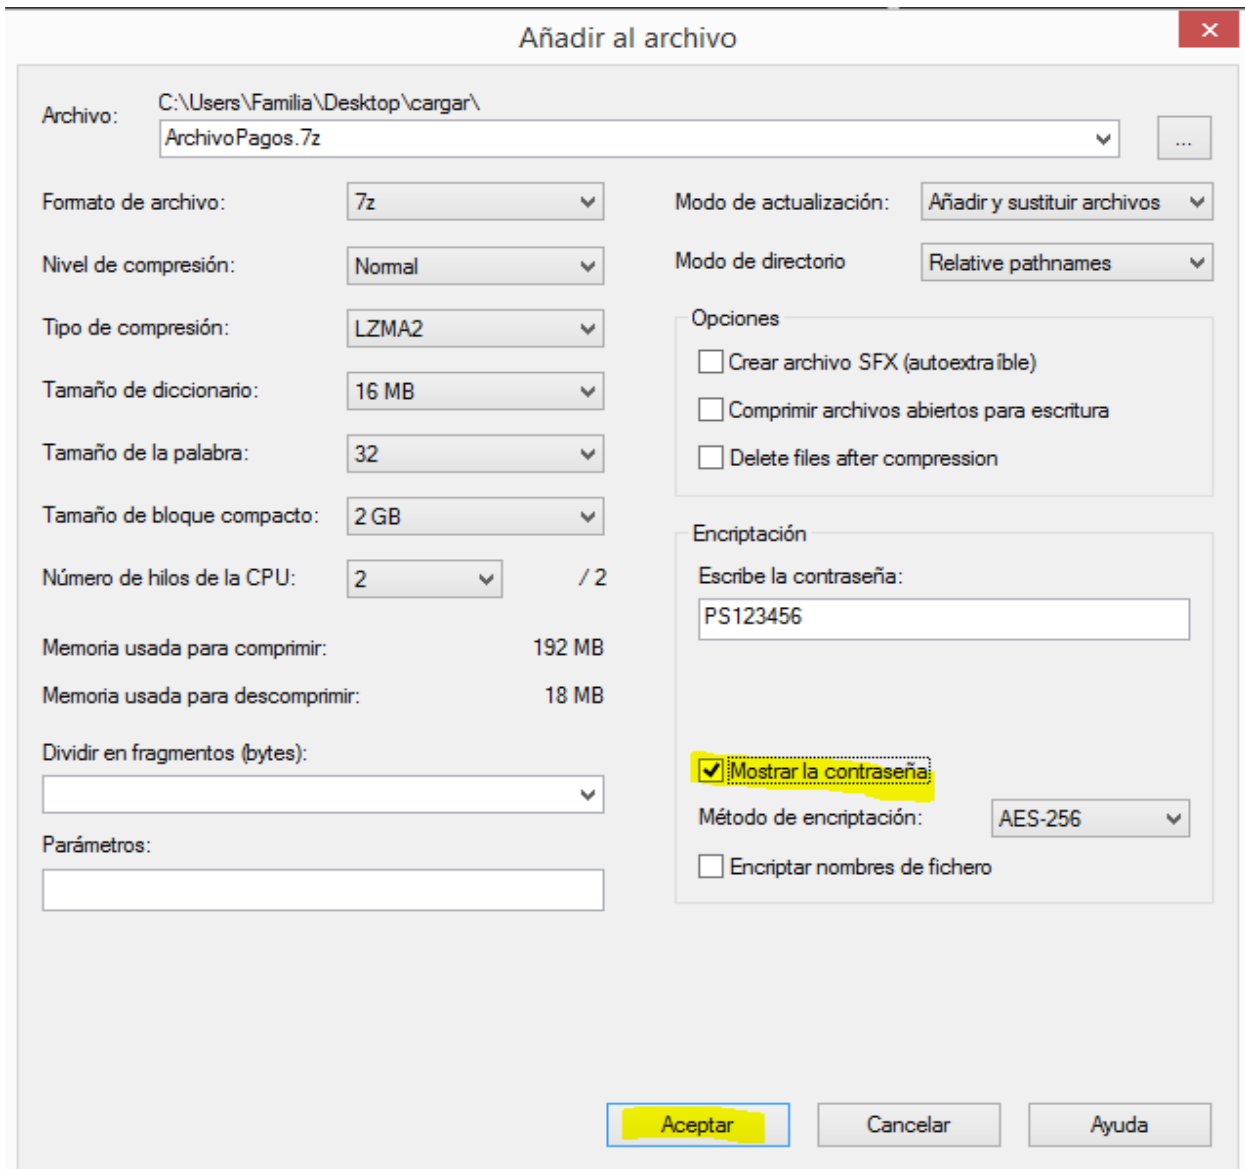 Añadir al archivo
Archivo:
C:\Users\Familia\Desktop\cargar\
ArchivoPagos.7z
...
Formato de archivo: 7z
Nivel de compresión: Normal
Tipo de compresión: LZMA2
Tamaño de diccionario: 16 MB
Tamaño de la palabra: 32
Tamaño de bloque compacto: 2 GB
Número de hilos de la CPU: 2 / 2
Memoria usada para comprimir: 192 MB
Memoria usada para descomprimir: 18 MB
Dividir en fragmentos (bytes):
Parámetros:
Modo de actualización: Añadir y sustituir archivos
Modo de directorio Relative pathnames
Opciones
Crear archivo SFX (autoextraíble)
Comprimir archivos abiertos para escritura
Delete files after compression
Encriptación
Escribe la contraseña:
PS123456
Mostrar la contraseña
Método de encriptación: AES-256
Encriptar nombres de fichero
Aceptar Cancelar Ayuda